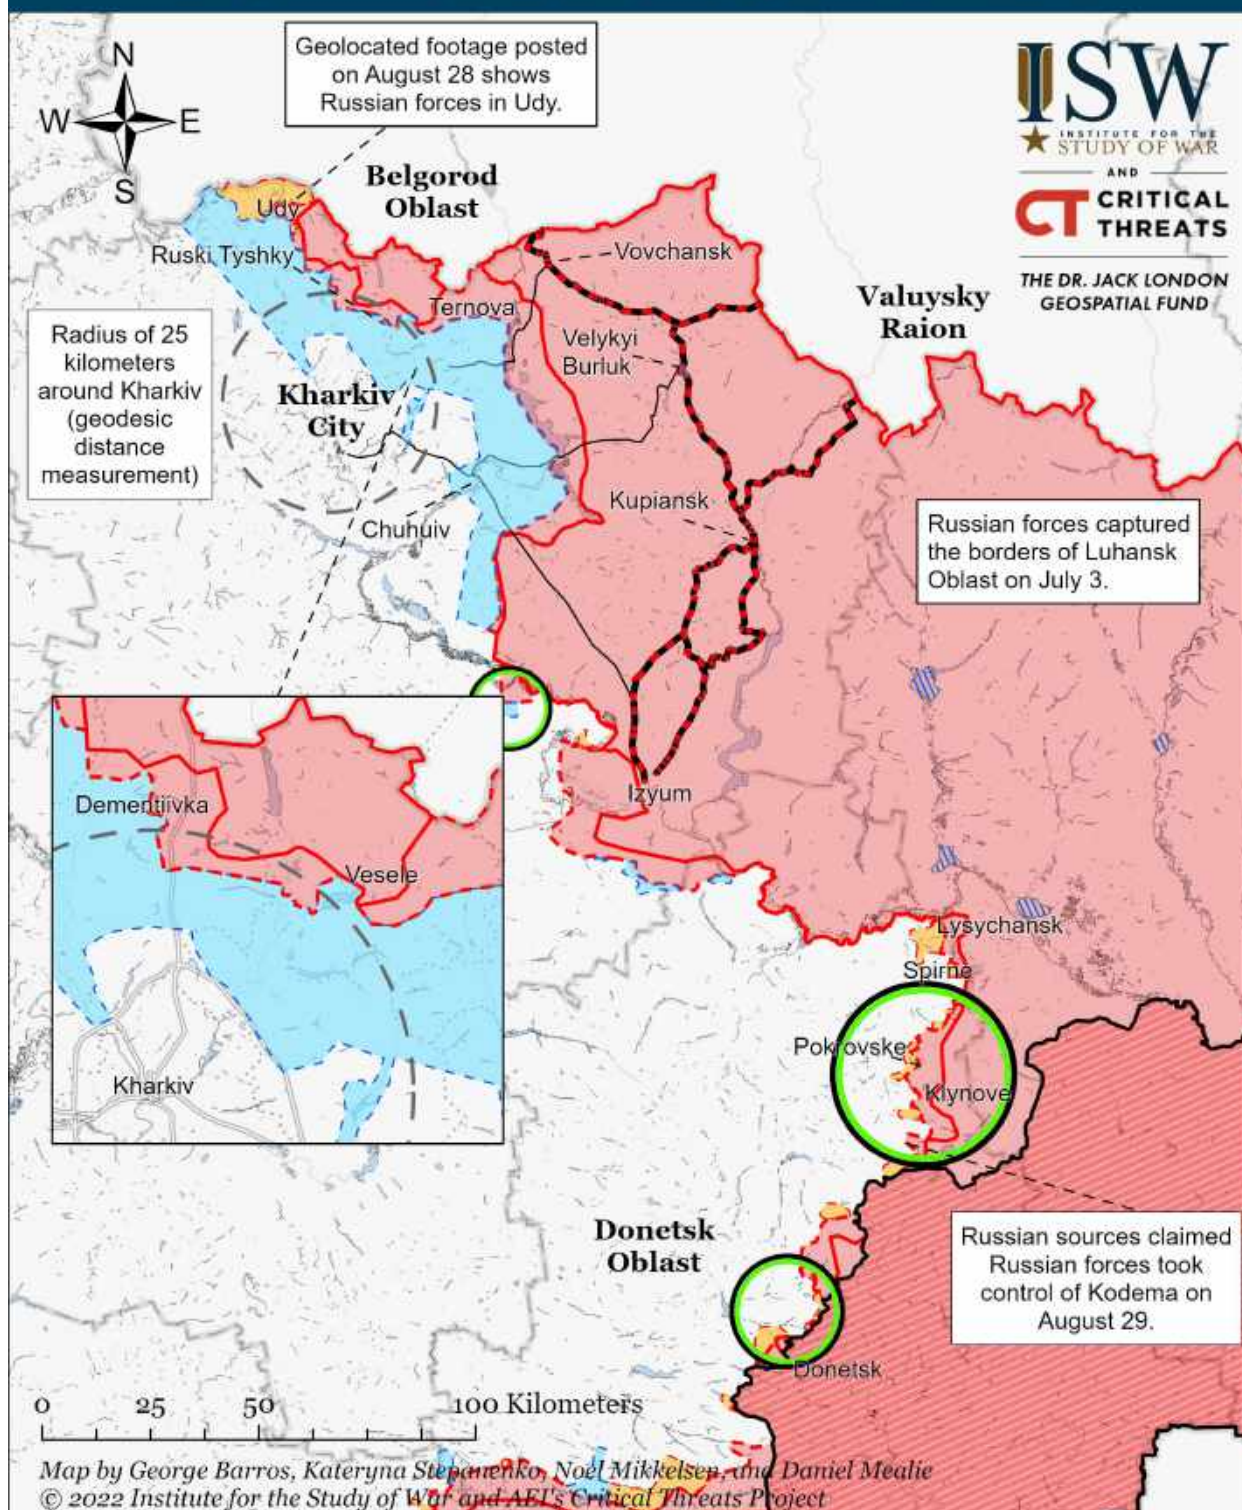 Geolocated footage posted
on August 28 shows
Russian forces in Udy.
N
W
E
S
ISW
INSTITUTE FOR THE
STUDY OF WAR
AND
CT CRITICAL
THREATS
THE DR. JACK LONDON
GEOSPATIAL FUND
Belgorod
Oblast
Udy
Ruski Tyshky
Vovchansk
Ternova
Valuysky
Raion
Velykyi
Burluk
Radius of 25
kilometers
around Kharkiv
(geodesic
distance
measurement)
Kharkiv
City
Kupiansk
Chuhuiv
Russian forces captured
the borders of Luhansk
Oblast on July 3.
Izyum
Dementiivka
Vesele
Kharkiv
Lysychansk
Spirne
Pokrovske
Klynove
Donetsk
Oblast
Russian sources claimed
Russian forces took
control of Kodema on
August 29.
Donetsk
0 25 50 100 Kilometers
Map by George Barros, Kateryna Stepanenko, Noel Mikkelsen, and Daniel Mealie
© 2022 Institute for the Study of War and AEI's Critical Threats Project